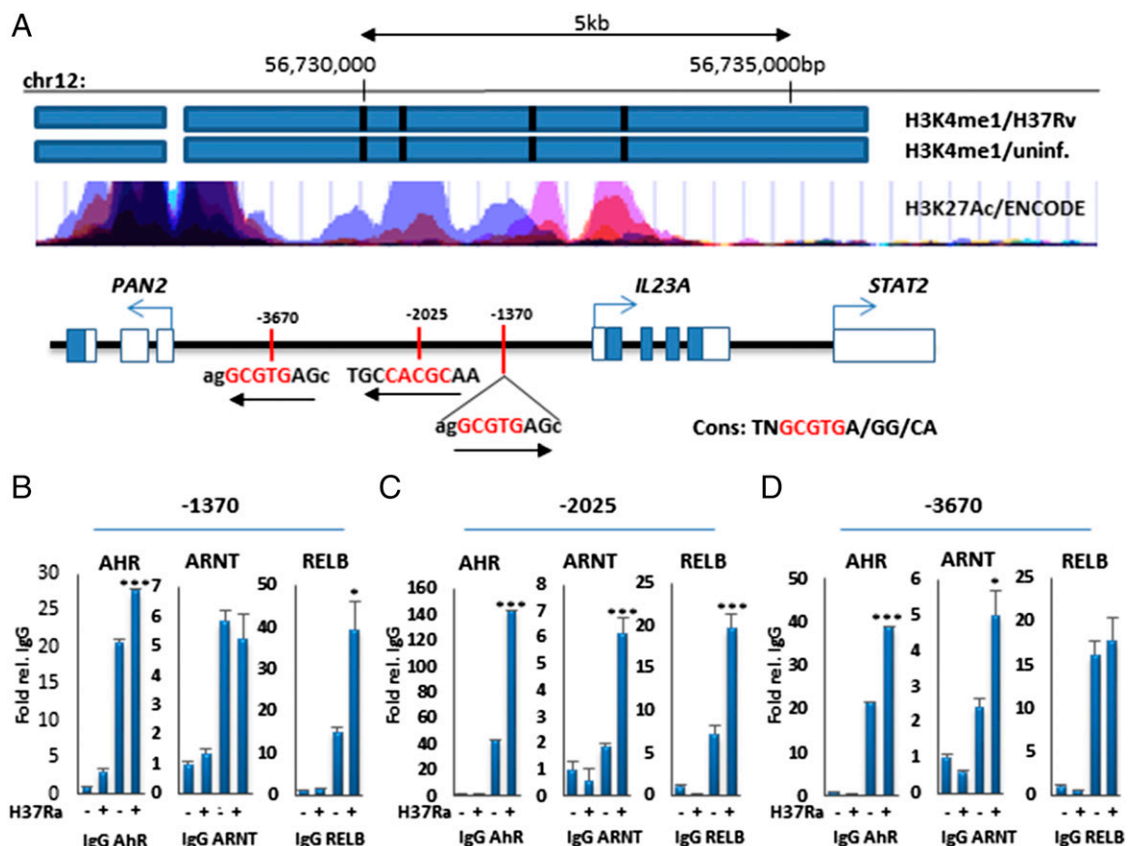 A
5kb
56,730,000 56,735,000bp
chr12:
H3K4me1/H37Rv
H3K4me1/uninf.
H3K27Ac/ENCODE
PAN2 IL23A STAT2
-3670 -2025 -1370
agGCGTGAGc TGCCACGCAA
agGCGTGAGc
Cons: TNGCGTGA/GG/CA
B
-1370
AHR ARNT RELB
Fold rel. IgG
30
25
20
15
10
5
0
***
7
6
5
4
3
2
1
0
50
40
30
20
10
0
*
H37Ra - + - + - + - + - + - +
IgG AhR IgG ARNT IgG RELB
C
-2025
AHR ARNT RELB
Fold rel. IgG
160
140
120
100
80
60
40
20
0
***
8
7
6
5
4
3
2
1
0
***
25
20
15
10
5
0
***
H37Ra - + - + - + - + - + - +
IgG AhR IgG ARNT IgG RELB
D
-3670
AHR ARNT RELB
Fold rel. IgG
50
40
30
20
10
0
***
6
5
4
3
2
1
0
*
25
20
15
10
5
0
H37Ra - + - + - + - + - + - +
IgG AhR IgG ARNT IgG RELB